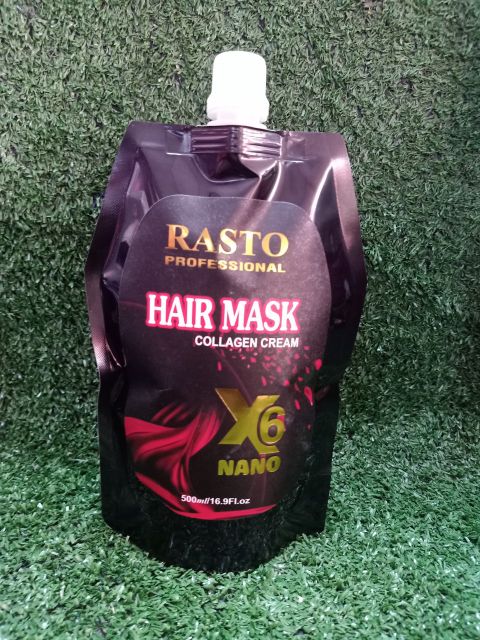 RASTO
PROFESSIONAL
HAIR MASK
COLLAGEN CREAM
X6
NANO
500ml/16.9Fl.oz